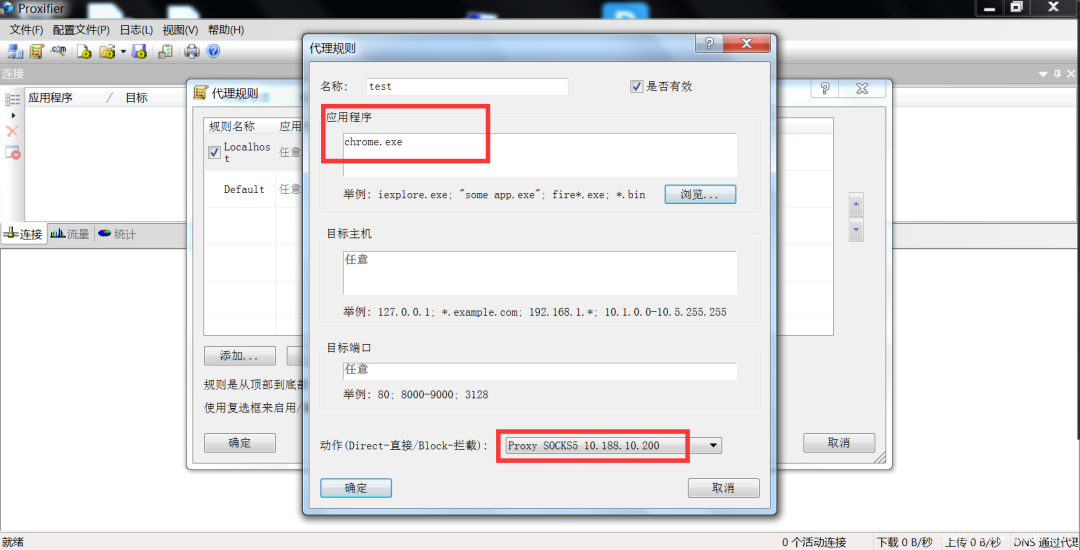 Proxifier
文件(F) 配置文件(P) 日志(L) 视图(V) 帮助(H)
连接
应用程序 / 目标
代理规则
规则名称 应用
Localhos
t
任意
Default 任意
连接 流量 统计
添加...
规则是从顶部到底部
使用复选框来启用/
确定
取消
代理规则
名称: test 是否有效
应用程序
chrome.exe
举例: iexplore.exe; "some app.exe"; fire*.exe; *.bin 浏览...
目标主机
任意
举例: 127.0.0.1; *.example.com; 192.168.1.*; 10.1.0.0-10.5.255.255
目标端口
任意
举例: 80; 8000-9000; 3128
动作(Direct-直接/Block-拦截): Proxy SOCKS5 10.188.10.200
确定 取消
就绪 0 个活动连接 下载 0 B/秒 上传 0 B/秒 DNS 通过代理